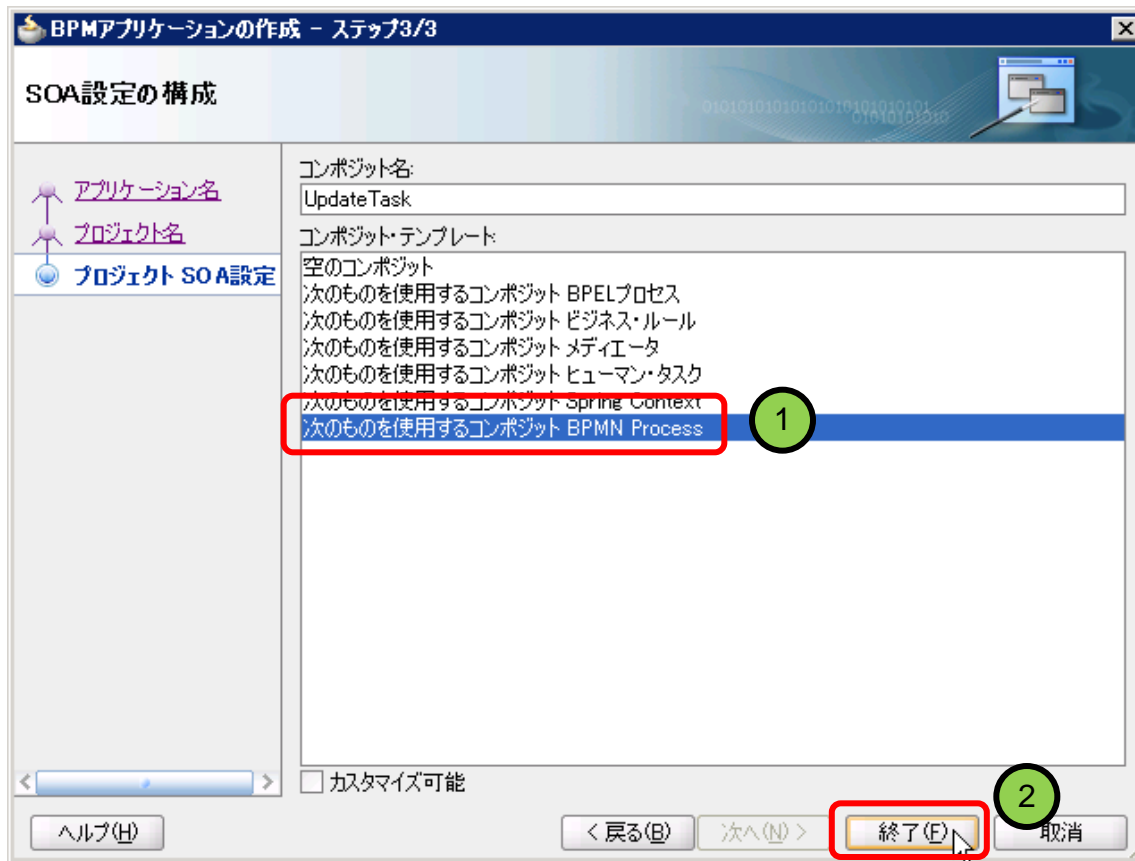 BPMアプリケーションの作成 - ステップ3/3
SOA設定の構成
アプリケーション名
プロジェクト名
プロジェクト SOA設定
コンポジット名:
UpdateTask
コンポジット・テンプレート
空のコンポジット
次のものを使用するコンポジット BPELプロセス
次のものを使用するコンポジット ビジネス・ルール
次のものを使用するコンポジット メディエータ
次のものを使用するコンポジット ヒューマン・タスク
次のものを使用するコンポジット Spring Context
次のものを使用するコンポジット BPMN Process
1
カスタマイズ可能
2
ヘルプ(H)
< 戻る(B)
次へ(N) >
終了(F)
取消